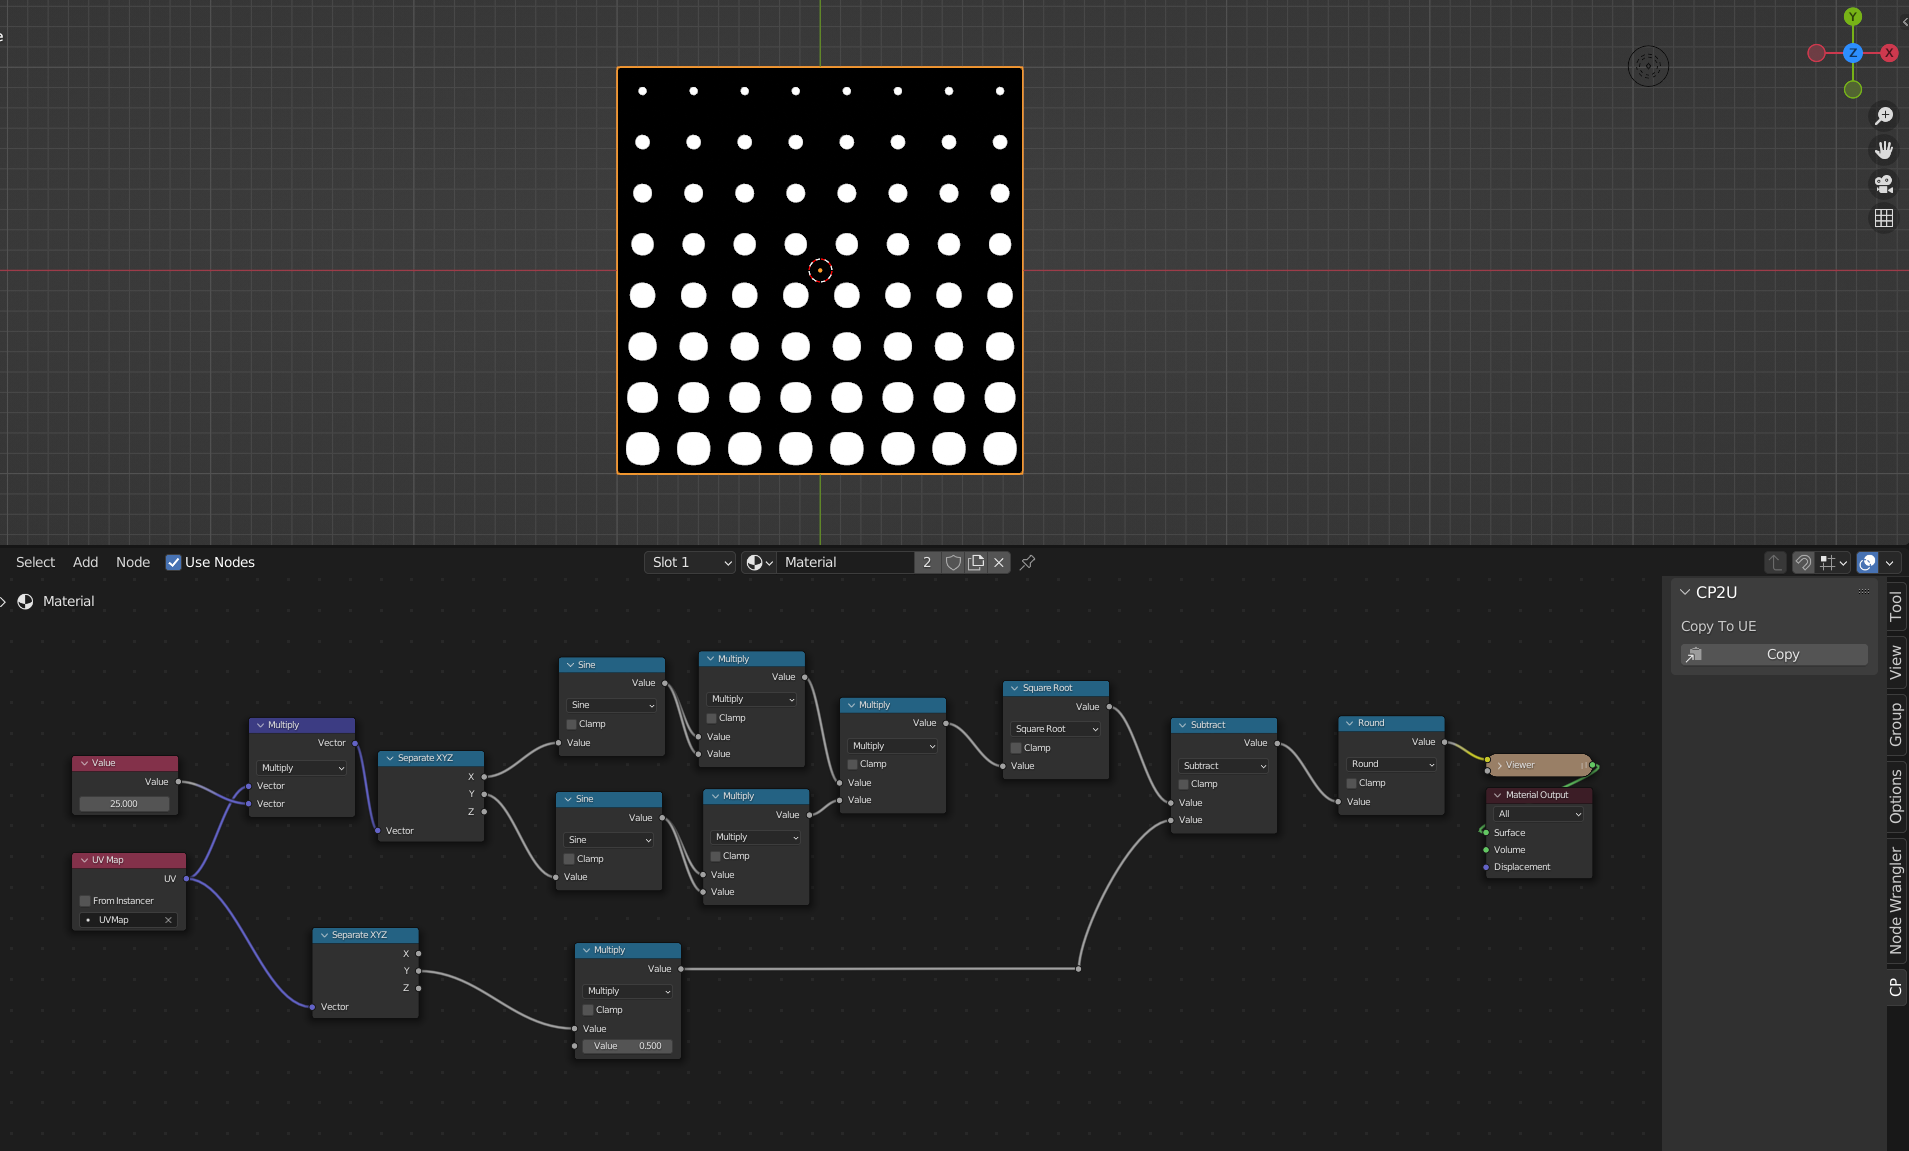 Y
Z
X
e
Select Add Node Use Nodes
Slot 1
Material
2
Material
CP2U
Copy To UE
Copy
Tool
View
Group
Options
Node Wrangler
CP
Value
Value
25.000
UV Map
UV
From Instancer
UVMap
Multiply
Vector
Multiply
Vector
Vector
Separate XYZ
X
Y
Z
Vector
Separate XYZ
X
Y
Z
Vector
Sine
Value
Sine
Clamp
Value
Sine
Value
Sine
Clamp
Value
Multiply
Value
Multiply
Clamp
Value
Value 0.500
Multiply
Value
Multiply
Clamp
Value
Value
Multiply
Value
Multiply
Clamp
Value
Value
Multiply
Value
Multiply
Clamp
Value
Value
Square Root
Value
Square Root
Clamp
Value
Subtract
Value
Subtract
Clamp
Value
Value
Round
Value
Round
Clamp
Value
Viewer
Material Output
All
Surface
Volume
Displacement